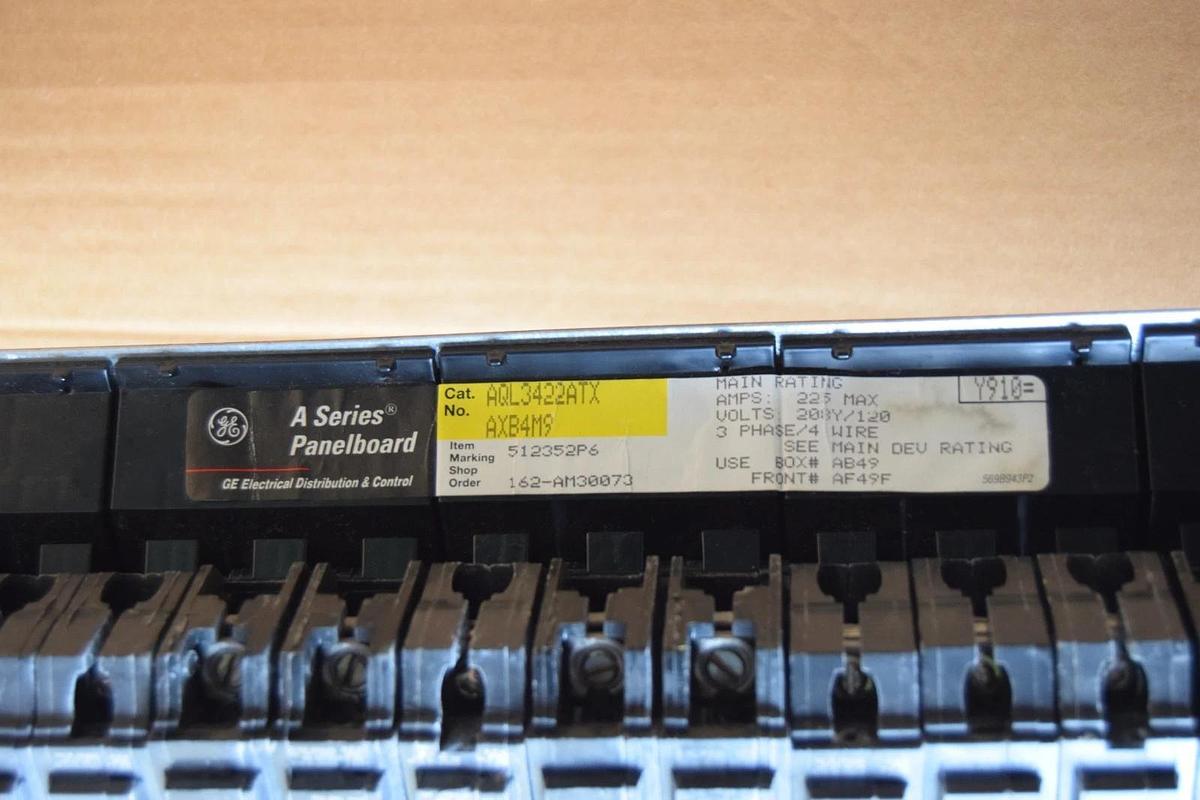 GE
A Series®
Panelboard
GE Electrical Distribution & Control
Cat.
No.
AQL3422ATX
AXB4M9
Item
Marking
512352P6
Shop
Order
162-AM30073
MAIN RATING
AMPS: 225 MAX
VOLTS 208Y/120
3 PHASE/4 WIRE
SEE MAIN DEV RATING
USE BOX# AB49
FRONT# AF49F
Y910=
569B943P2